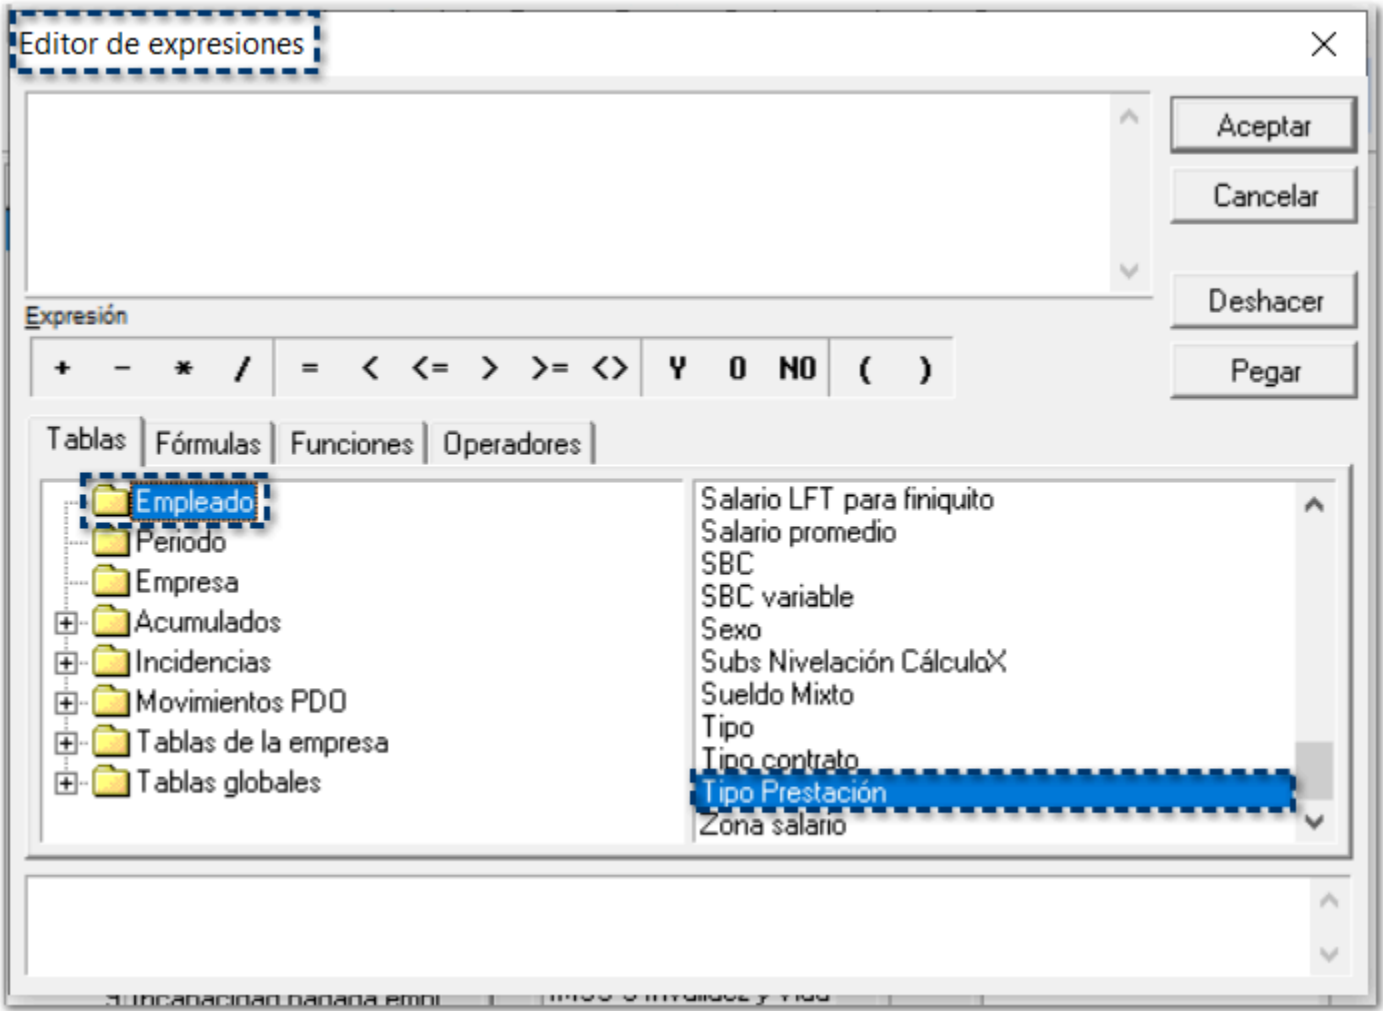 Editor de expresiones
Aceptar
Cancelar
Deshacer
Pegar
Expresión
+ - * / = < <= > >= <> Y O NO ( )
Tablas Fórmulas Funciones Operadores
Empleado
Periodo
Empresa
Acumulados
Incidencias
Movimientos PDO
Tablas de la empresa
Tablas globales
Salario LFT para finiquito
Salario promedio
SBC
SBC variable
Sexo
Subs Nivelación CálculoX
Sueldo Mixto
Tipo
Tipo contrato
Tipo Prestación
Zona salario